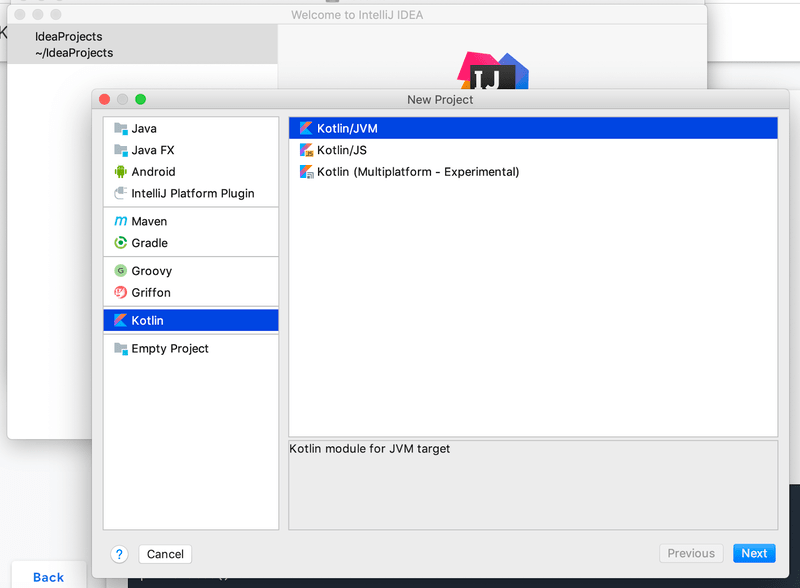 Welcome to IntelliJ IDEA
K
IdeaProjects
~/IdeaProjects
IJ
New Project
Java
Java FX
Android
IntelliJ Platform Plugin
Maven
Gradle
Groovy
Griffon
Kotlin
Empty Project
Kotlin/JVM
Kotlin/JS
Kotlin (Multiplatform - Experimental)
Kotlin module for JVM target
?
Cancel
Previous
Next
Back